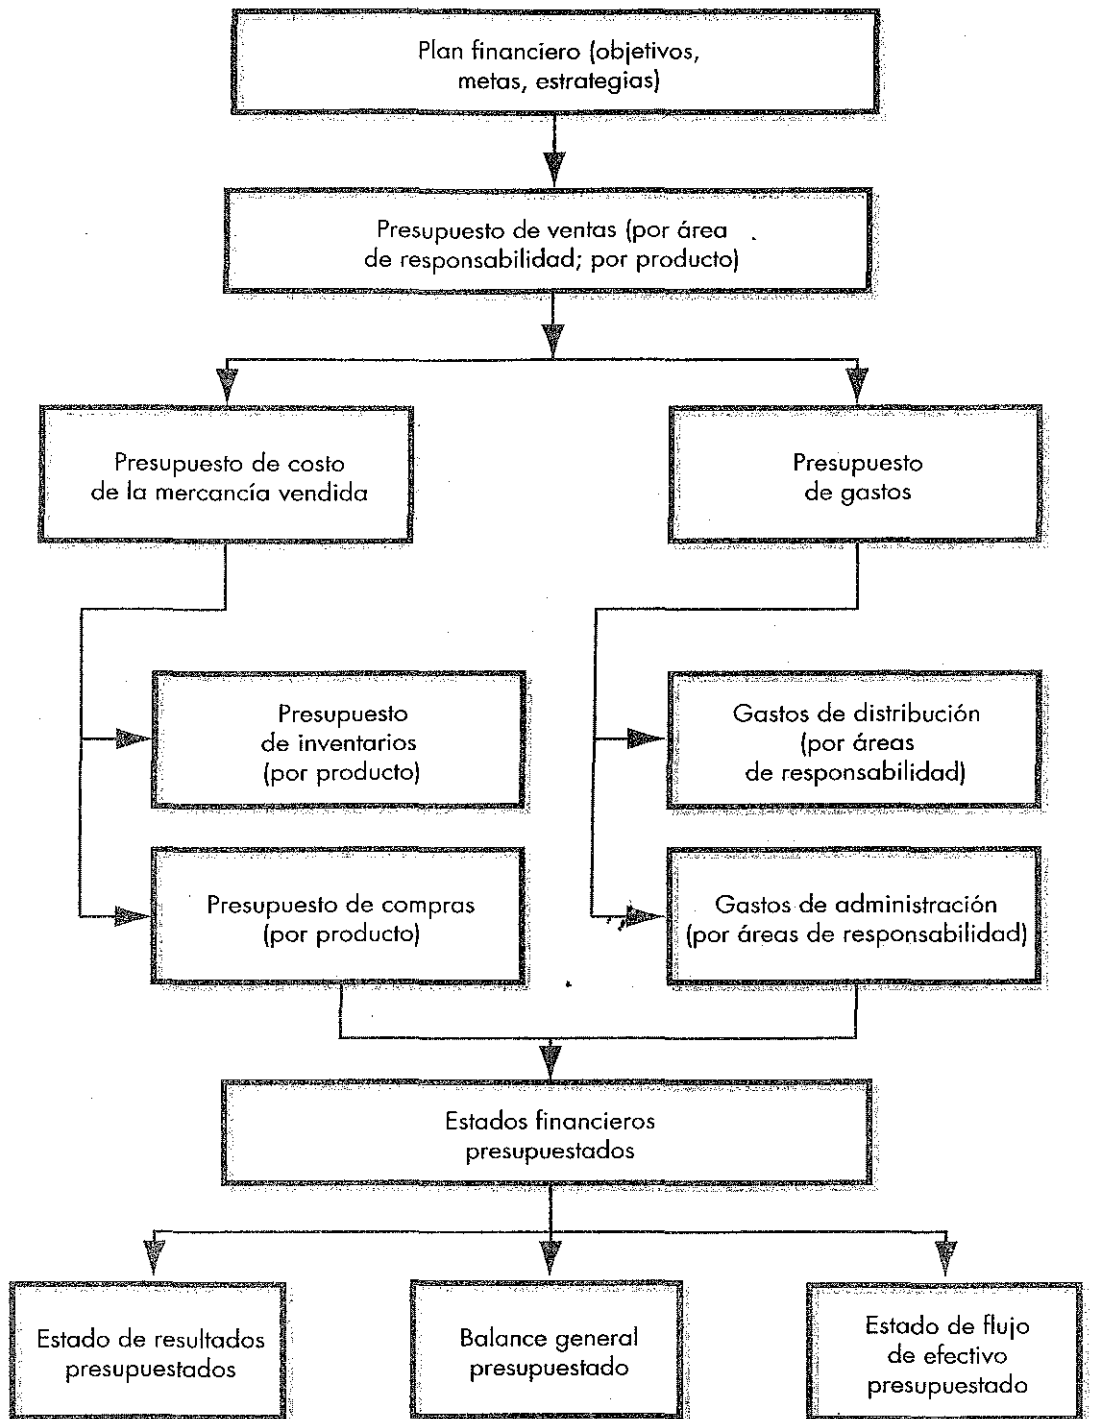 Plan financiero (objetivos,
metas, estrategias)
Presupuesto de ventas (por área
de responsabilidad; por producto)
Presupuesto de costo
de la mercancía vendida
Presupuesto
de gastos
Presupuesto
de inventarios
(por producto)
Gastos de distribución
(por áreas
de responsabilidad)
Presupuesto de compras
(por producto)
Gastos de administración
(por áreas de responsabilidad)
Estados financieros
presupuestados
Estado de resultados
presupuestados
Balance general
presupuestado
Estado de flujo
de efectivo
presupuestado